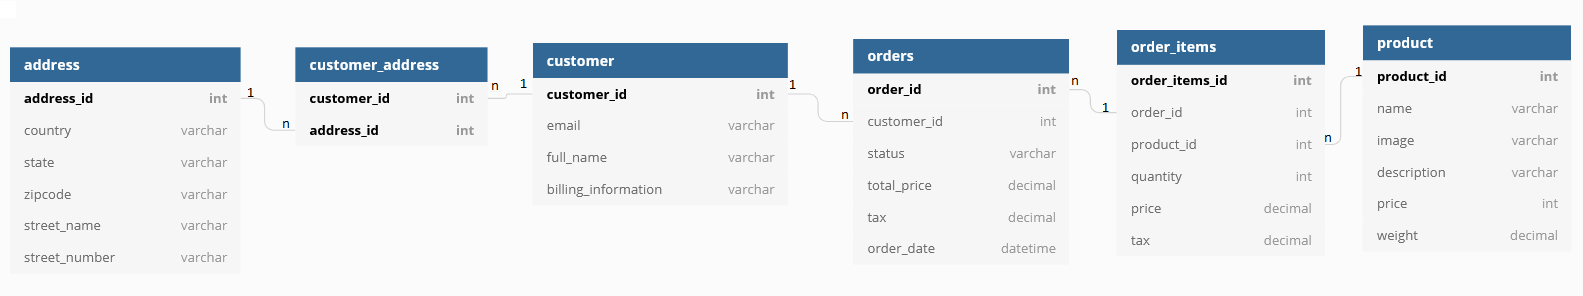 address
address_id int
country varchar
state varchar
zipcode varchar
street_name varchar
street_number varchar
1
n
customer_address
customer_id int
address_id int
n
1
customer
customer_id int
email varchar
full_name varchar
billing_information varchar
1
n
orders
order_id int
customer_id int
status varchar
total_price decimal
tax decimal
order_date datetime
n
1
order_items
order_items_id int
order_id int
product_id int
quantity int
price decimal
tax decimal
n
1
product
product_id int
name varchar
image varchar
description varchar
price int
weight decimal